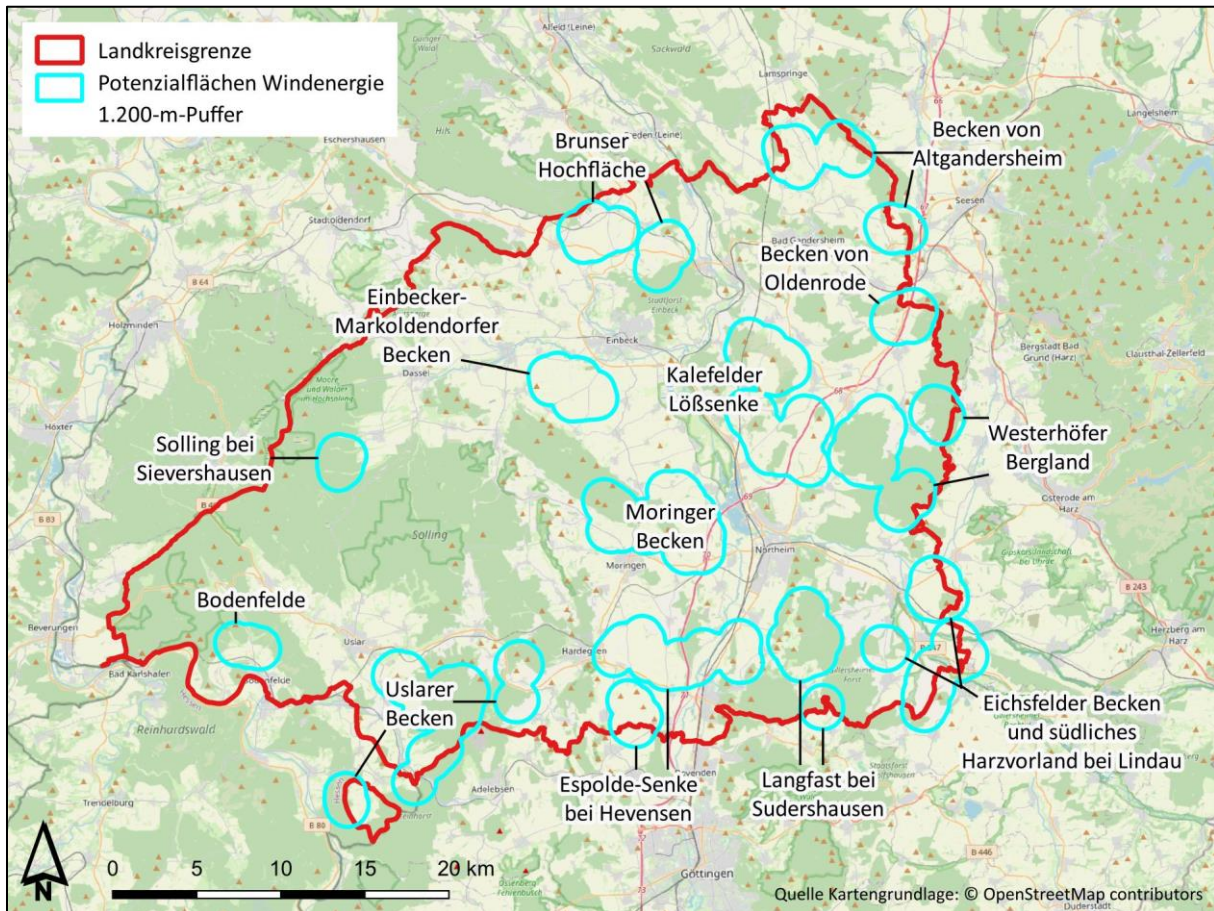 Landkreisgrenze
Potenzialflächen Windenergie
1.200-m-Puffer
Alfeld (Leine)
Sackwald
Lamspringe
Hils
Eschershausen
Langelsheim
Brunser
Hochfläche
Becken von
Altgandersheim
Seesen
Stadtoldendorf
Bad Gandersheim
Becken von
Oldenrode
B 64
Einbecker-
Markoldendorfer
Becken
Holzminden
Stadtforst
Einbeck
Einbeck
Dassel
Bergstadt Bad
Grund (Harz)
Clausthal-Zellerfeld
Kalefelder
Lößsenke
Höxter
Solling bei
Sievershausen
Westerhöfer
Bergland
Osterode am
Harz
B 83
Solling
Moringer
Becken
Northeim
Moringen
B 243
Bodenfelde
Beverungen
Uslar
Hardegsen
Herzberg am
Harz
Bad Karlshafen
Uslarer
Becken
Reinhardswald
Eichsfelder Becken
und südliches
Harzvorland bei Lindau
Espolde-Senke
bei Hevensen
Langfast bei
Sudershausen
Adelebsen
Trendelburg
B 80
B 446
Göttingen
Duderstadt
N
0 5 10 15 20 km
Quelle Kartengrundlage: © OpenStreetMap contributors